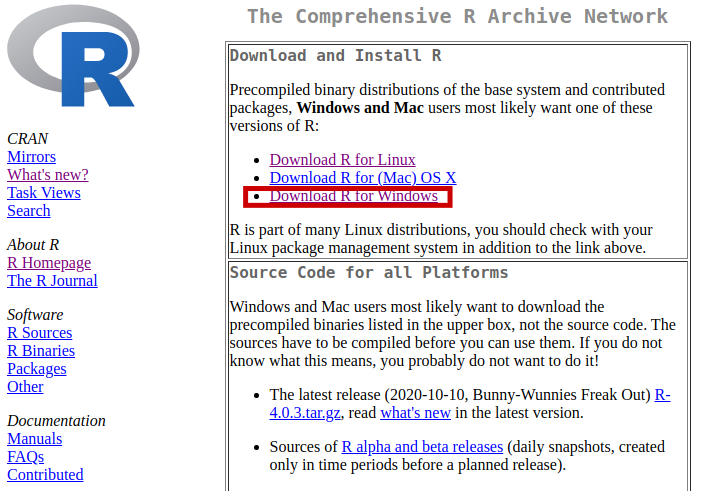 R
CRAN
Mirrors
What's new?
Task Views
Search
About R
R Homepage
The R Journal
Software
R Sources
R Binaries
Packages
Other
Documentation
Manuals
FAQs
Contributed
The Comprehensive R Archive Network
Download and Install R
Precompiled binary distributions of the base system and contributed
packages, Windows and Mac users most likely want one of these
versions of R:
• Download R for Linux
• Download R for (Mac) OS X
• Download R for Windows
R is part of many Linux distributions, you should check with your
Linux package management system in addition to the link above.
Source Code for all Platforms
Windows and Mac users most likely want to download the
precompiled binaries listed in the upper box, not the source code. The
sources have to be compiled before you can use them. If you do not
know what this means, you probably do not want to do it!
• The latest release (2020-10-10, Bunny-Wunnies Freak Out) R-
4.0.3.tar.gz, read what's new in the latest version.
• Sources of R alpha and beta releases (daily snapshots, created
only in time periods before a planned release).